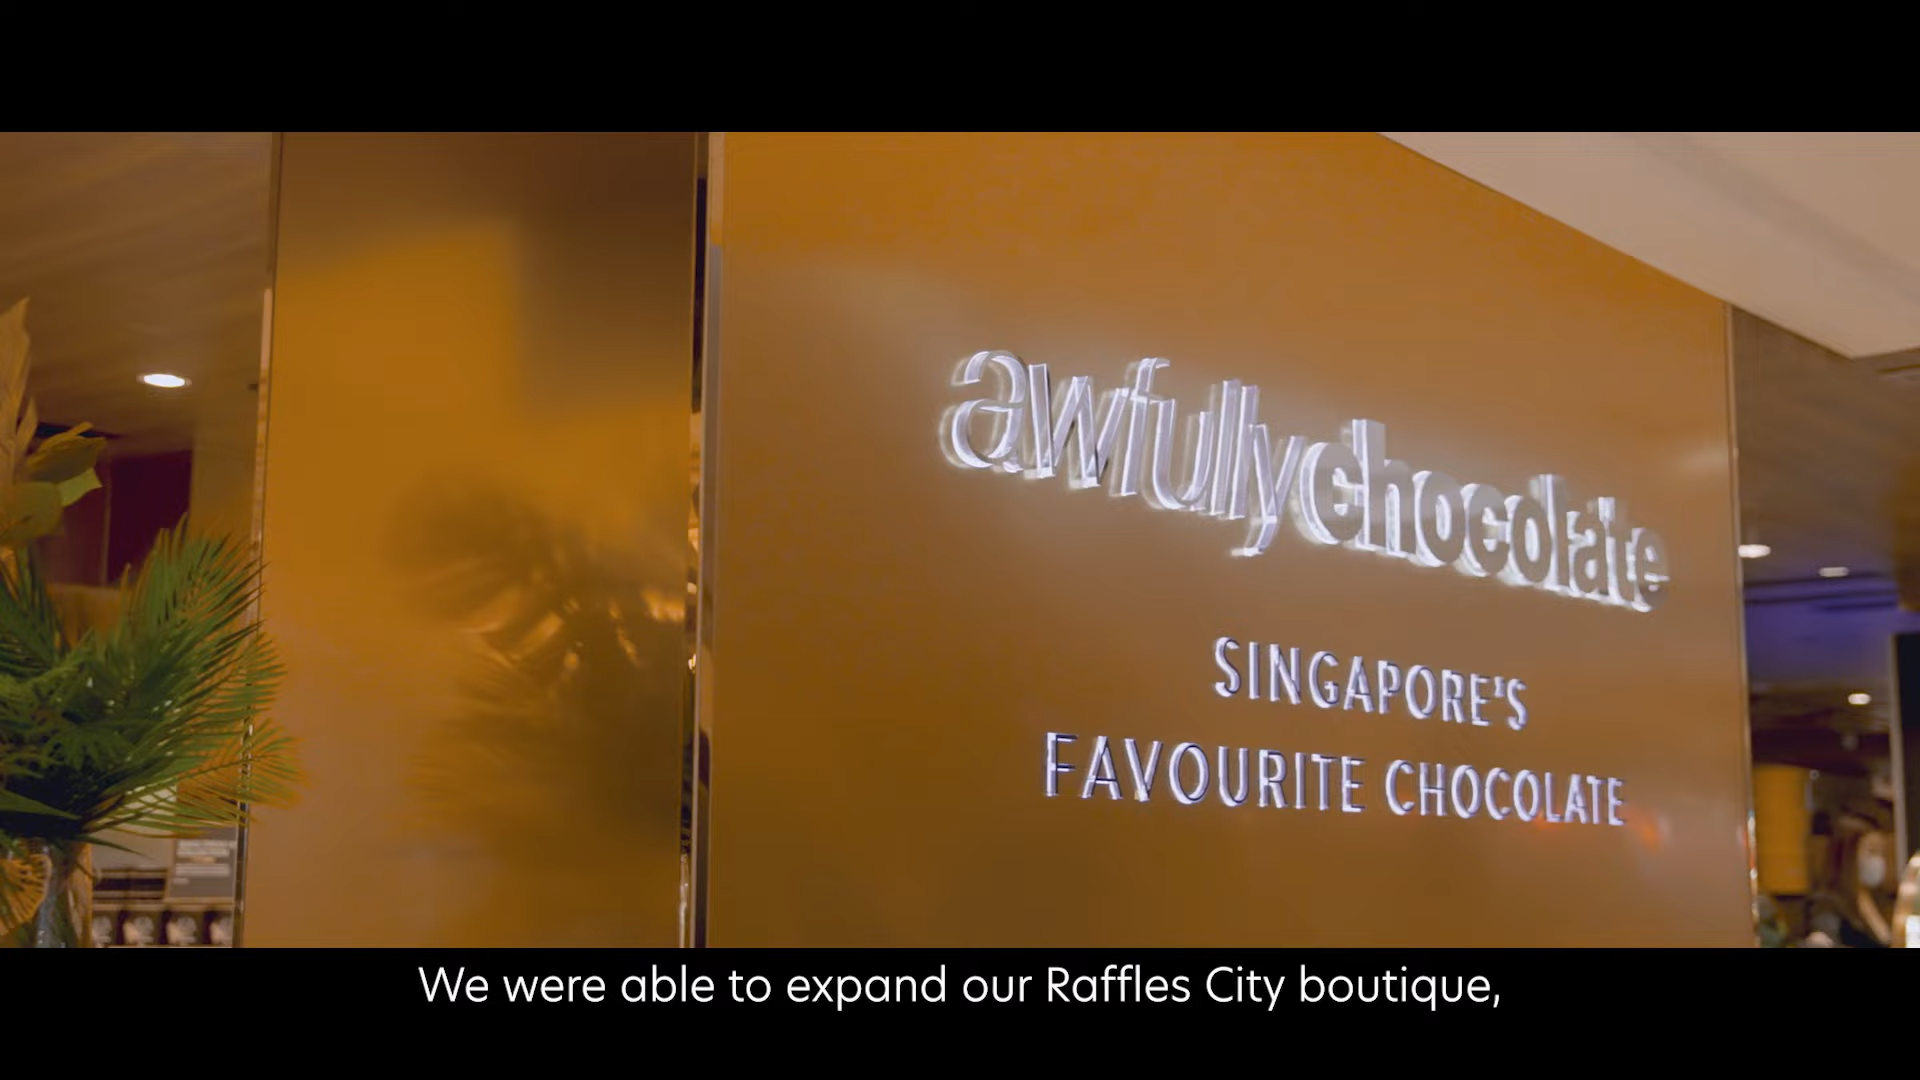 awfullychocolate
SINGAPORE'S
FAVOURITE CHOCOLATE
We were able to expand our Raffles City boutique,